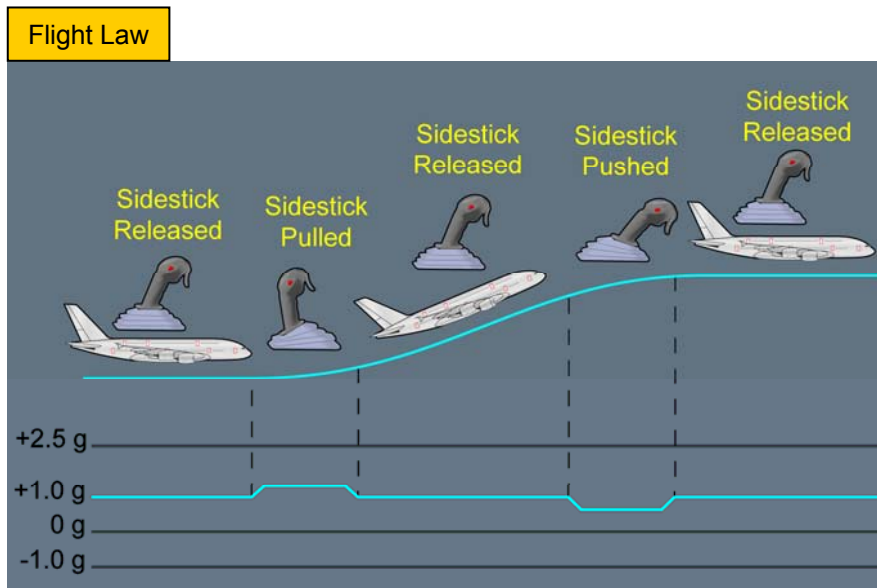 Flight Law
Sidestick
Released
Sidestick
Pulled
Sidestick
Released
Sidestick
Pushed
Sidestick
Released
+2.5 g
+1.0 g
0 g
-1.0 g